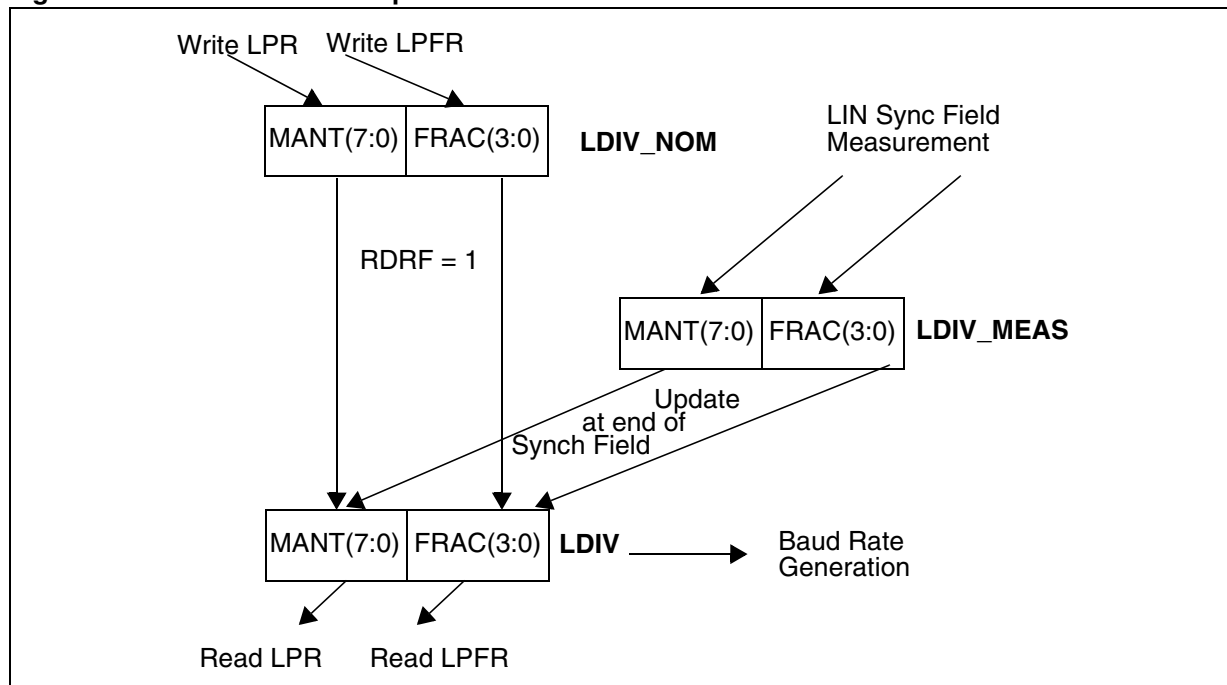 Write LPR
Write LPFR
MANT(7:0)
FRAC(3:0)
LDIV_NOM
LIN Sync Field
Measurement
RDRF = 1
MANT(7:0)
FRAC(3:0)
LDIV_MEAS
Update
at end of
Synch Field
MANT(7:0)
FRAC(3:0)
LDIV
Baud Rate
Generation
Read LPR
Read LPFR